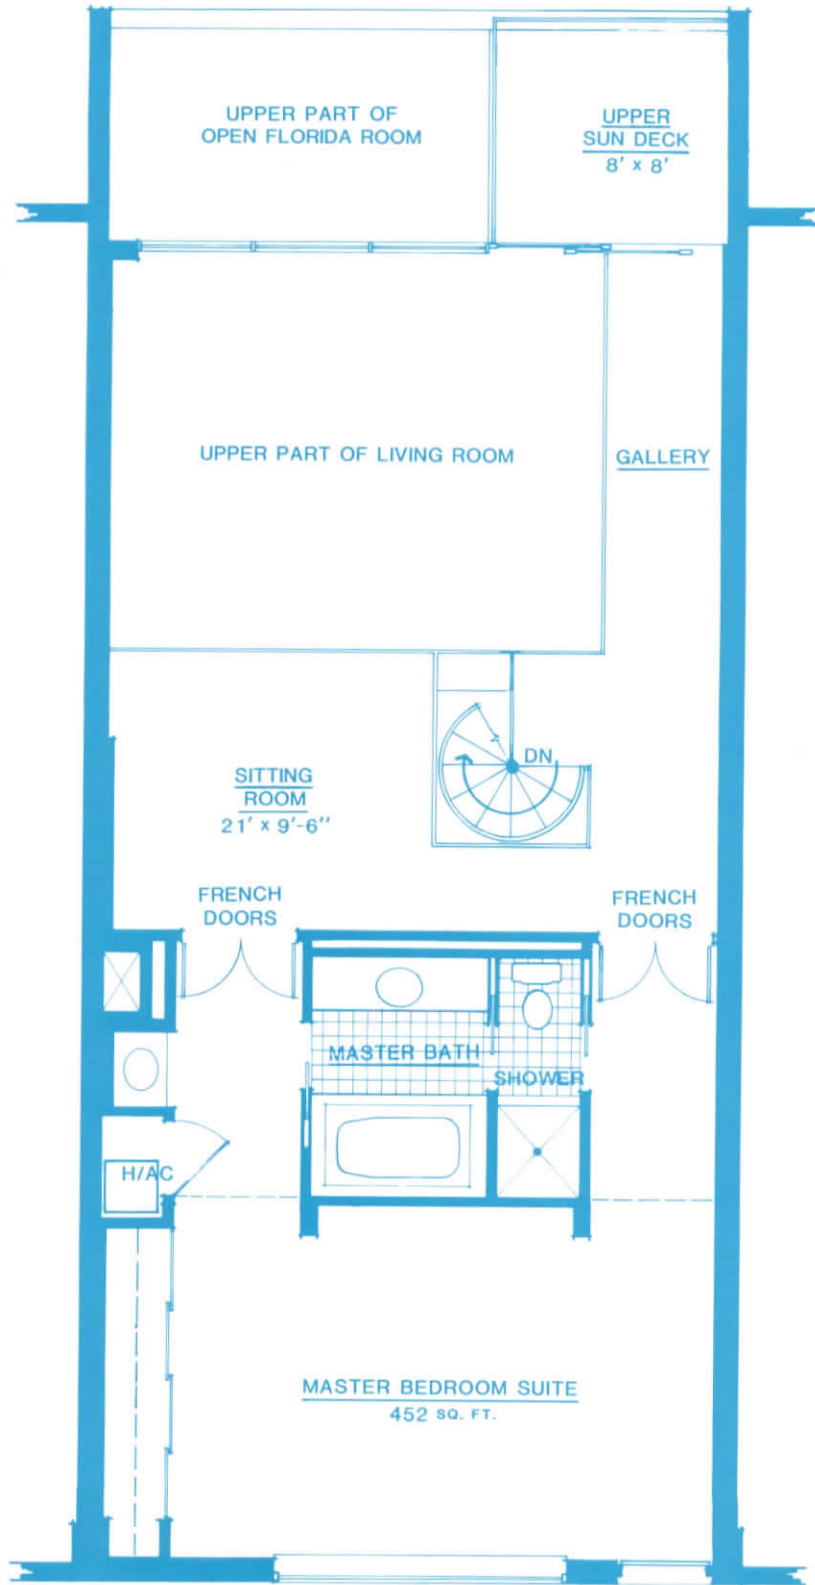 UPPER PART OF
OPEN FLORIDA ROOM
UPPER
SUN DECK
8' x 8'
UPPER PART OF LIVING ROOM
GALLERY
DN
SITTING
ROOM
21' x 9'-6"
FRENCH
DOORS
FRENCH
DOORS
MASTER BATH
SHOWER
H/AC
MASTER BEDROOM SUITE
452 SQ. FT.